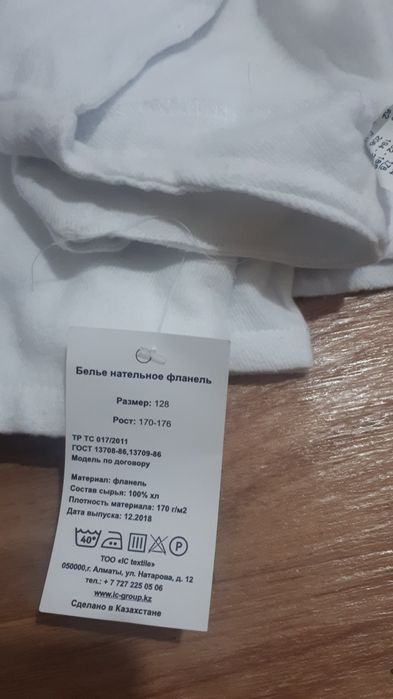 Белье нательное фланель
Размер: 128
Рост: 170-176
ТР ТС 017/2011
ГОСТ 13708-86,13709-86
Модель по договору
Материал: фланель
Состав сырья: 100% хл
Плотность материала: 170 г/м2
Дата выпуска: 12.2018
40°
P
ТОО «IC textile»
050000,г. Алматы, ул. Натарова, д. 12
тел.: + 7 727 225 05 06
www.ic-group.kz
Сделано в Казахстане